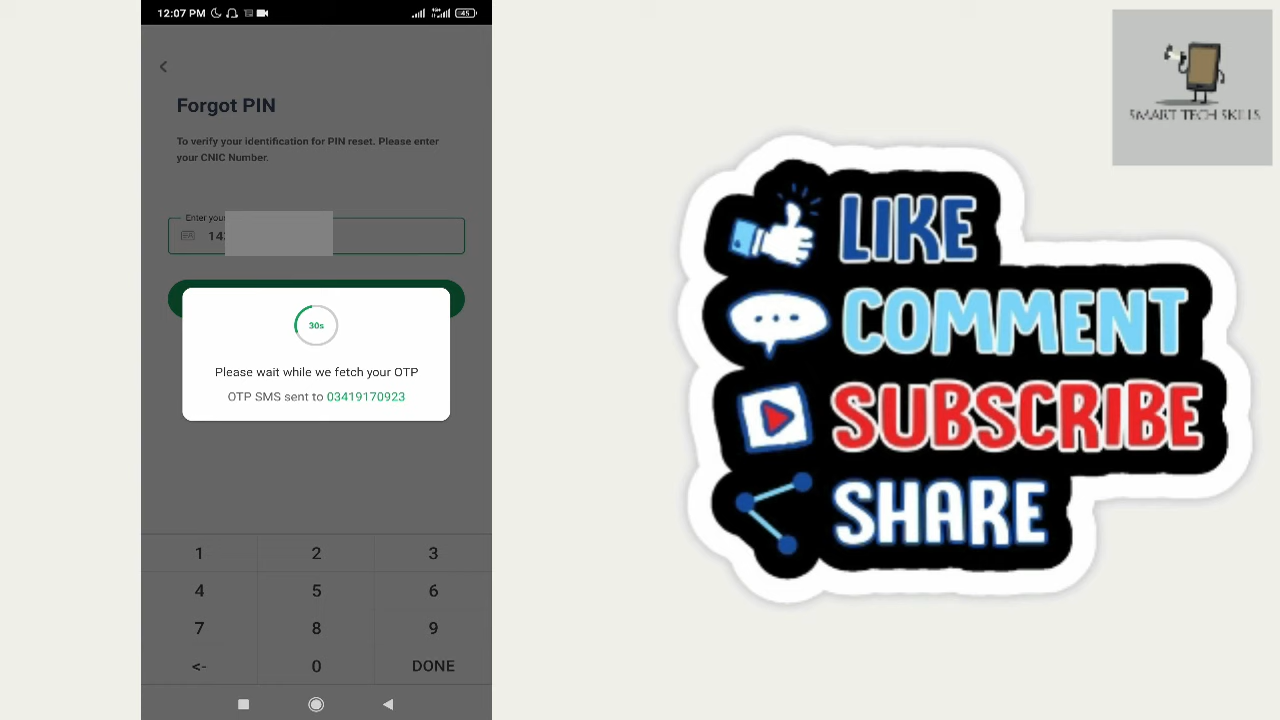 12:07 PM
45
Forgot PIN
To verify your identification for PIN reset. Please enter
your CNIC Number.
Enter your
14
30s
Please wait while we fetch your OTP
OTP SMS sent to 03419170923
1 2 3
4 5 6
7 8 9
<- 0 DONE
LIKE
COMMENT
SUBSCRIBE
SHARE
SMART TECH SKILLS